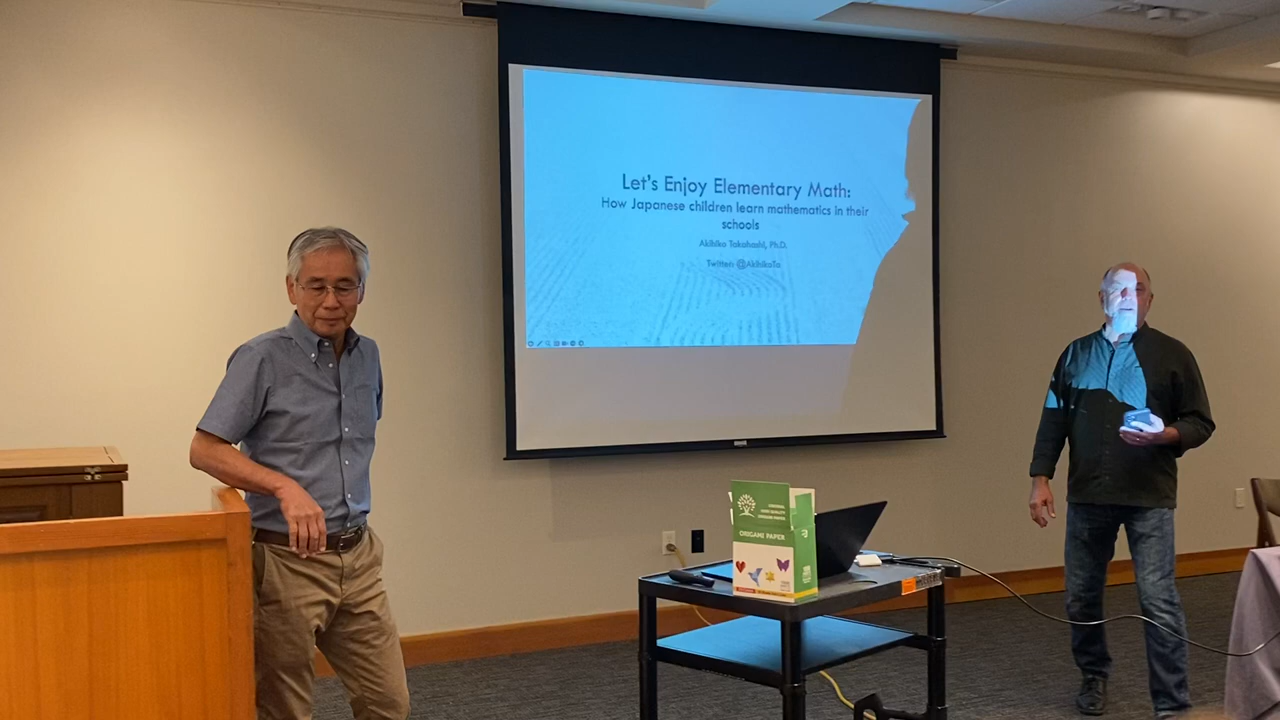 Let's Enjoy Elementary Math:
How Japanese children learn mathematics in their
schools
Akihiko Takahashi, Ph.D.
Twitter: @AkihikoTa
ORIGAMI PAPER